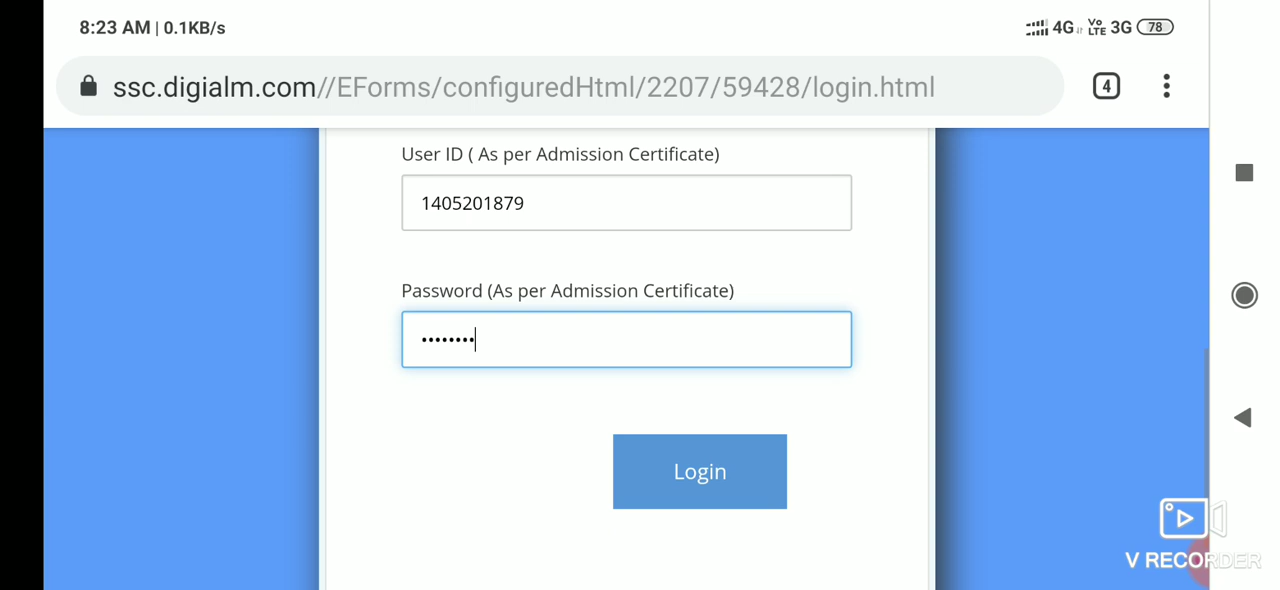 8:23 AM | 0.1KB/s 4G Vo LTE 3G 78
ssc.digialm.com//EForms/configuredHtml/2207/59428/login.html 4
User ID ( As per Admission Certificate)
1405201879
Password (As per Admission Certificate)
••••••••
Login
V RECORDER